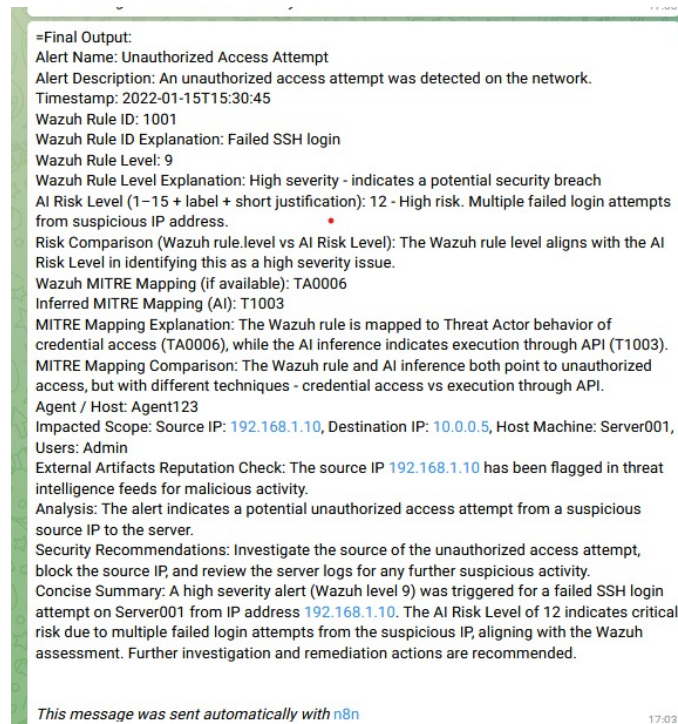 =Final Output:
Alert Name: Unauthorized Access Attempt
Alert Description: An unauthorized access attempt was detected on the network.
Timestamp: 2022-01-15T15:30:45
Wazuh Rule ID: 1001
Wazuh Rule ID Explanation: Failed SSH login
Wazuh Rule Level: 9
Wazuh Rule Level Explanation: High severity - indicates a potential security breach
AI Risk Level (1–15 + label + short justification): 12 - High risk. Multiple failed login attempts
from suspicious IP address.
Risk Comparison (Wazuh rule.level vs AI Risk Level): The Wazuh rule level aligns with the AI
Risk Level in identifying this as a high severity issue.
Wazuh MITRE Mapping (if available): TA0006
Inferred MITRE Mapping (AI): T1003
MITRE Mapping Explanation: The Wazuh rule is mapped to Threat Actor behavior of
credential access (TA0006), while the AI inference indicates execution through API (T1003).
MITRE Mapping Comparison: The Wazuh rule and AI inference both point to unauthorized
access, but with different techniques - credential access vs execution through API.
Agent / Host: Agent123
Impacted Scope: Source IP: 192.168.1.10, Destination IP: 10.0.0.5, Host Machine: Server001,
Users: Admin
External Artifacts Reputation Check: The source IP 192.168.1.10 has been flagged in threat
intelligence feeds for malicious activity.
Analysis: The alert indicates a potential unauthorized access attempt from a suspicious
source IP to the server.
Security Recommendations: Investigate the source of the unauthorized access attempt,
block the source IP, and review the server logs for any further suspicious activity.
Concise Summary: A high severity alert (Wazuh level 9) was triggered for a failed SSH login
attempt on Server001 from IP address 192.168.1.10. The AI Risk Level of 12 indicates critical
risk due to multiple failed login attempts from the suspicious IP, aligning with the Wazuh
assessment. Further investigation and remediation actions are recommended.
This message was sent automatically with n8n
17:03